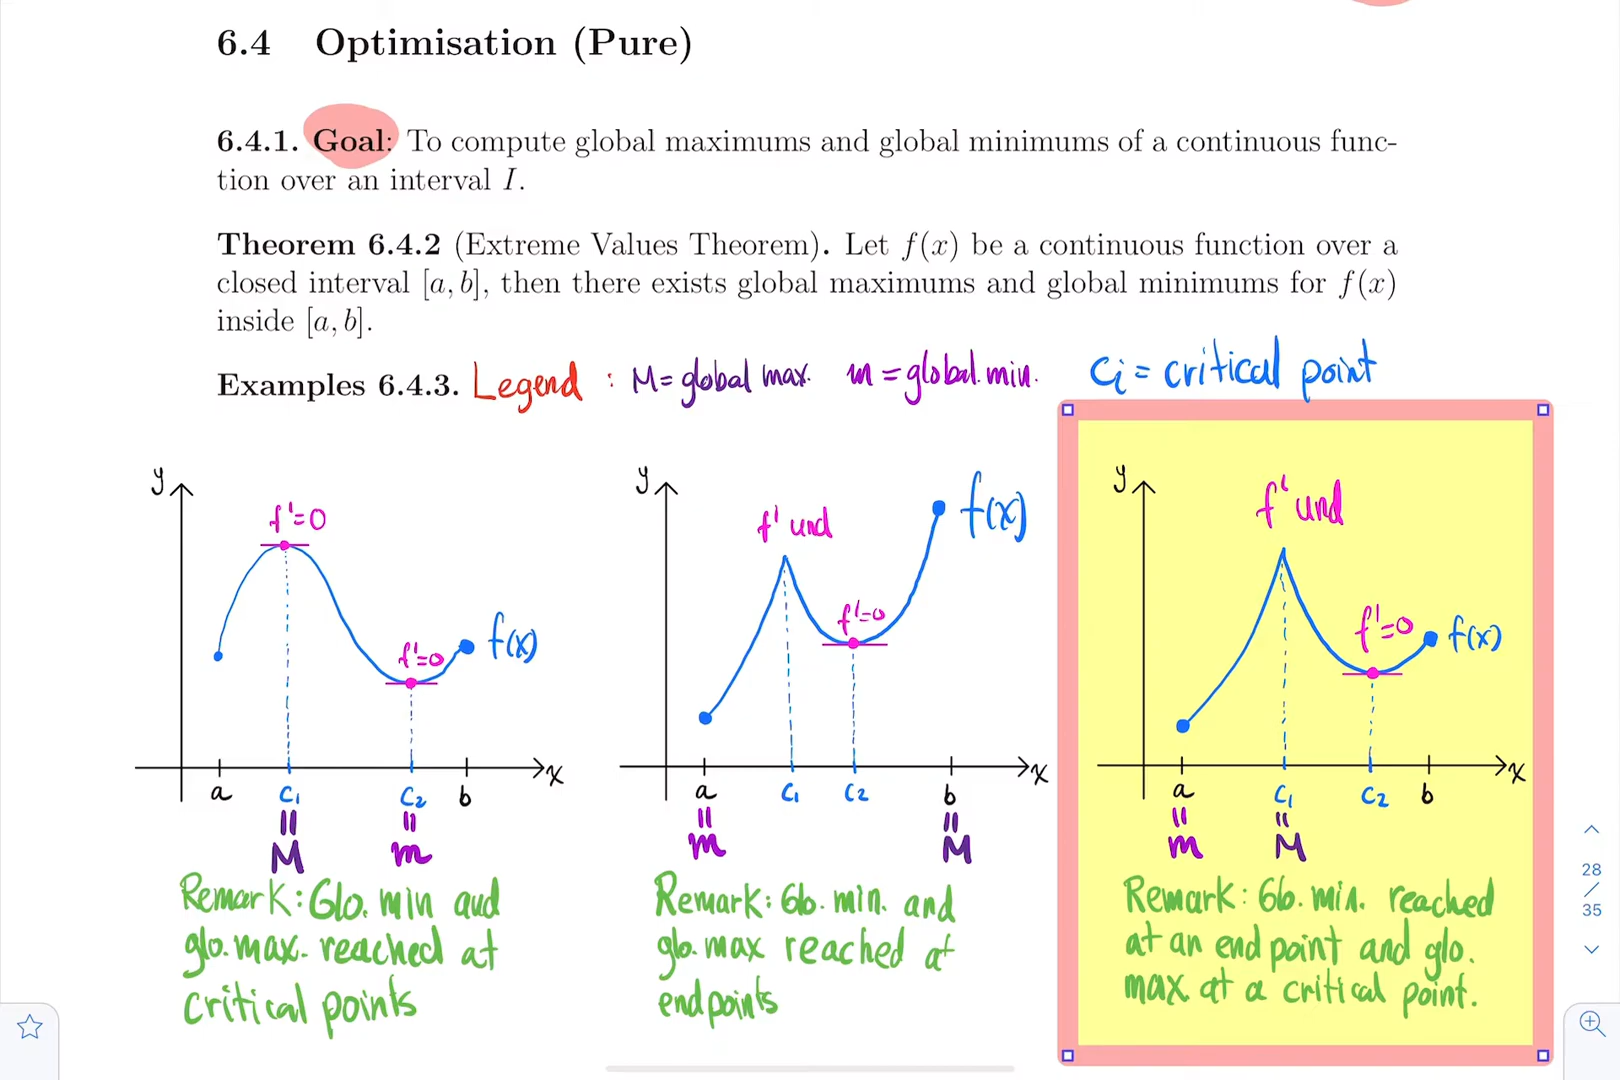 6.4 Optimisation (Pure)
6.4.1. Goal: To compute global maximums and global minimums of a continuous func-
tion over an interval I.
Theorem 6.4.2 (Extreme Values Theorem). Let f(x) be a continuous function over a
closed interval [a, b], then there exists global maximums and global minimums for f(x)
inside [a, b].
Examples 6.4.3. Legend : M = global max. m = global. min. Ci = critical point
y
f'=0
f'=0
f(x)
x
a C1 C2 b
= =
M m
Remark: Glo. min and
glo. max. reached at
critical points
y
f' und
f'=0
f(x)
x
a C1 C2 b
= =
m M
Remark: Glo. min. and
glo. max reached at
endpoints
y
f' und
f'=0
f(x)
x
a C1 C2 b
= =
m M
Remark: Glo. min. reached
at an end point and glo.
max at a critical point.
28
/
35